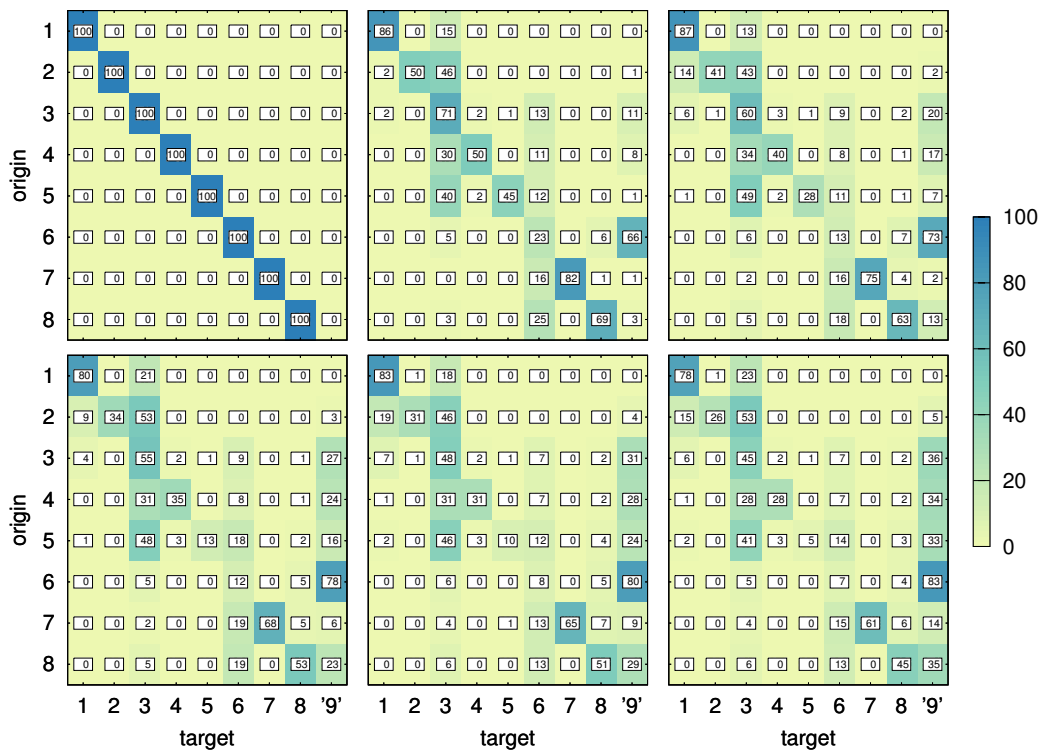 1 100 0 0 0 0 0 0 0 0 86 0 15 0 0 0 0 0 0 87 0 13 0 0 0 0 0 0
2 0 100 0 0 0 0 0 0 0 2 50 46 0 0 0 0 0 1 14 41 43 0 0 0 0 0 2
3 0 0 100 0 0 0 0 0 0 2 0 71 2 1 13 0 0 11 6 1 60 3 1 9 0 2 20
4 0 0 0 100 0 0 0 0 0 0 0 30 50 0 11 0 0 8 0 0 34 40 0 8 0 1 17
origin
5 0 0 0 0 100 0 0 0 0 0 0 40 2 45 12 0 0 1 1 0 49 2 28 11 0 1 7
6 0 0 0 0 0 100 0 0 0 0 0 5 0 0 23 0 6 66 0 0 6 0 0 13 0 7 73
7 0 0 0 0 0 0 100 0 0 0 0 0 0 0 16 82 1 1 0 0 2 0 0 16 75 4 2
8 0 0 0 0 0 0 0 100 0 0 0 3 0 0 25 0 69 3 0 0 5 0 0 18 0 63 13
1 80 0 21 0 0 0 0 0 0 83 1 18 0 0 0 0 0 0 78 1 23 0 0 0 0 0 0
2 9 34 53 0 0 0 0 0 3 19 31 46 0 0 0 0 0 4 15 26 53 0 0 0 0 0 5
3 4 0 55 2 1 9 0 1 27 7 1 48 2 1 7 0 2 31 6 0 45 2 1 8 0 2 36
4 0 0 31 35 0 8 0 1 24 1 0 31 31 0 7 0 2 28 1 0 28 28 0 7 0 2 34
origin
5 1 0 48 3 13 18 0 2 16 2 0 46 3 10 12 0 4 24 2 0 41 3 5 14 0 3 33
6 0 0 5 0 0 12 0 5 78 0 0 6 0 0 8 0 5 80 0 0 5 0 0 7 0 4 83
7 0 0 2 0 0 19 68 5 6 0 0 4 0 1 13 65 7 9 0 0 4 0 0 15 61 6 14
8 0 0 5 0 0 19 0 53 23 0 0 6 0 0 13 0 51 29 0 0 6 0 0 13 0 45 35
1 2 3 4 5 6 7 8 '9' 1 2 3 4 5 6 7 8 '9' 1 2 3 4 5 6 7 8 '9'
target target target
100
80
60
40
20
0